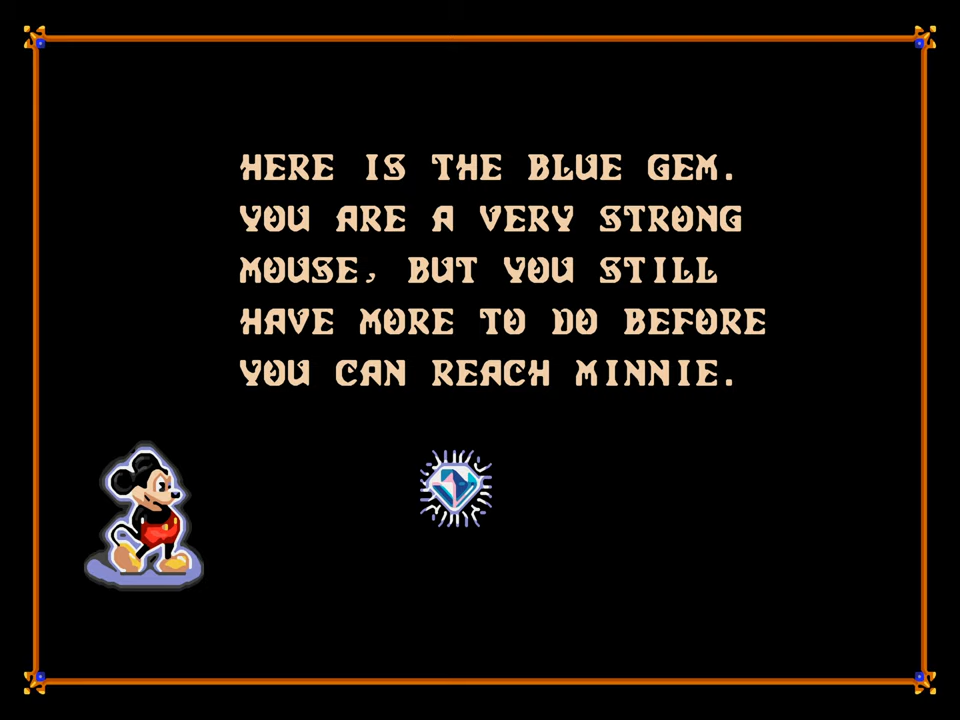 HERE IS THE BLUE GEM.
YOU ARE A VERY STRONG
MOUSE, BUT YOU STILL
HAVE MORE TO DO BEFORE
YOU CAN REACH MINNIE.